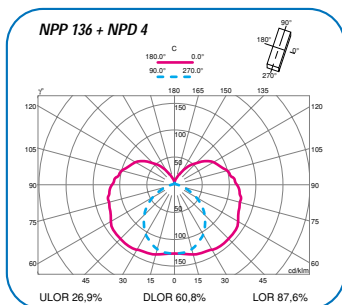 NPP 136 + NPD 4
C
180.0° 0.0°
90.0° 270.0°
90°
180° 0°
270°
γ° 180 165 150 135
120 150 120
100
105 50 105
90 90
75 50 75
100
60 150 60
cd/klm
45 30 15 0 15 30 45
ULOR 26,9% DLOR 60,8% LOR 87,6%